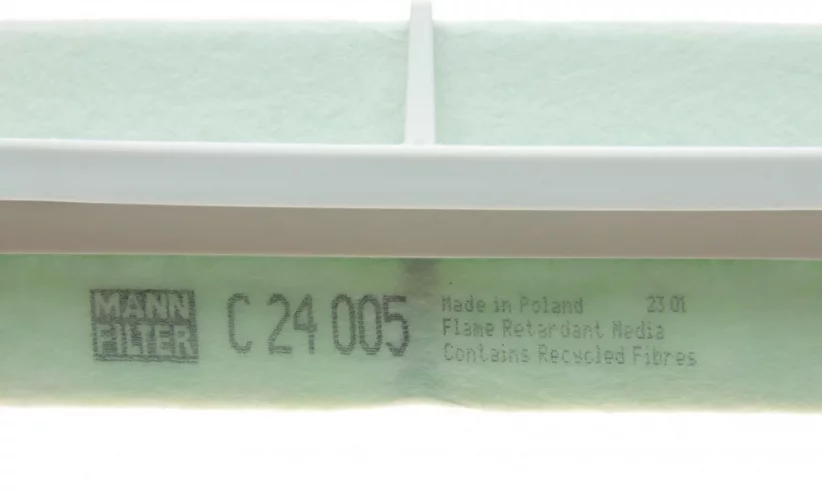 MANN
FILTER
C 24 005
Made in Poland 23 01
Flame Retardant Media
Contains Recycled Fibres